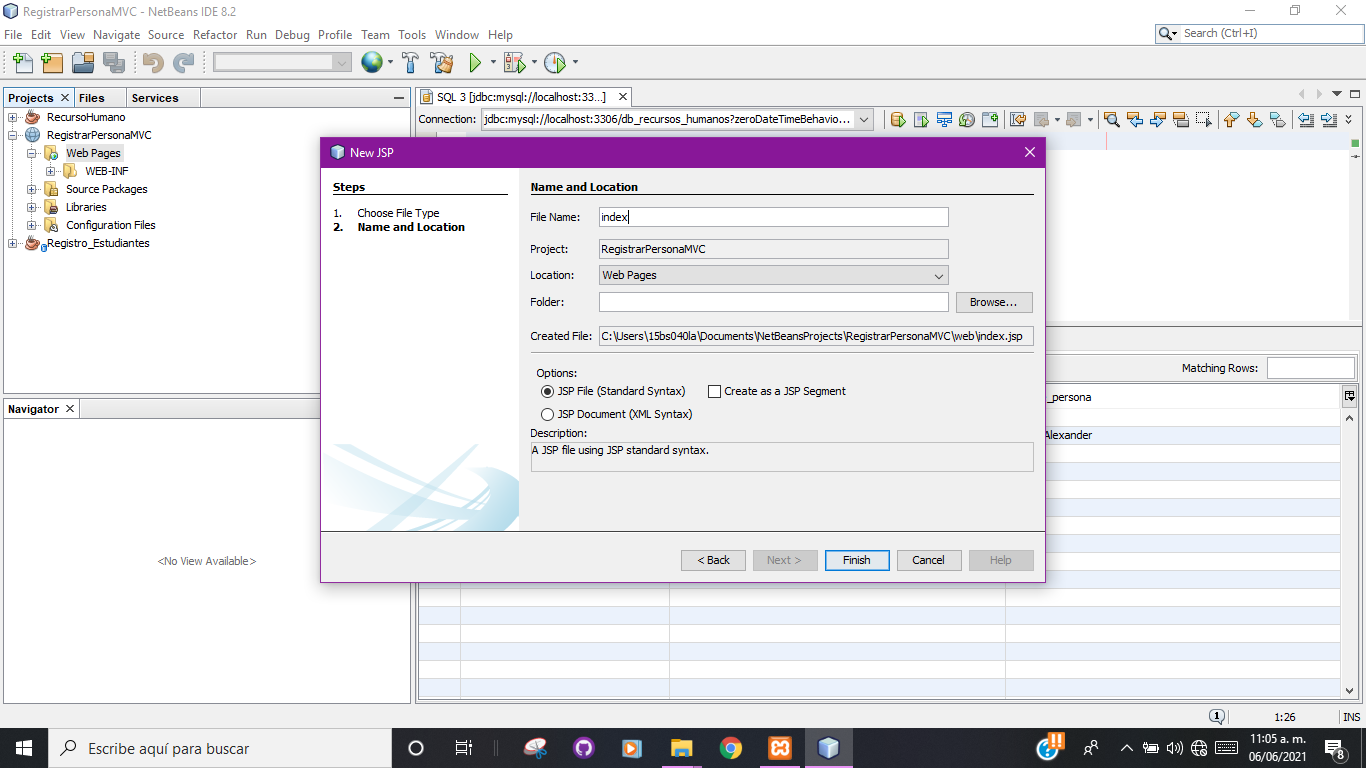 RegistrarPersonaMVC - NetBeans IDE 8.2
File Edit View Navigate Source Refactor Run Debug Profile Team Tools Window Help
Search (Ctrl+I)
Projects Files Services
SQL 3 [jdbc:mysql://localhost:33...]
RecursoHumano
Connection: jdbc:mysql://localhost:3306/db_recursos_humanos?zeroDateTimeBehavio...
RegistrarPersonaMVC
Web Pages
WEB-INF
Source Packages
Libraries
Configuration Files
Registro_Estudiantes
New JSP
Steps
1. Choose File Type
2. Name and Location
Name and Location
File Name: index
Project: RegistrarPersonaMVC
Location: Web Pages
Folder: Browse...
Created File: C:\Users\15bs040la\Documents\NetBeansProjects\RegistrarPersonaMVC\web\index.jsp
Options:
JSP File (Standard Syntax) Create as a JSP Segment
JSP Document (XML Syntax)
Description:
A JSP file using JSP standard syntax.
< Back Next > Finish Cancel Help
Matching Rows:
_persona
Alexander
Navigator
<No View Available>
1
1:26 INS
Escribe aquí para buscar
11:05 a. m.
06/06/2021
8